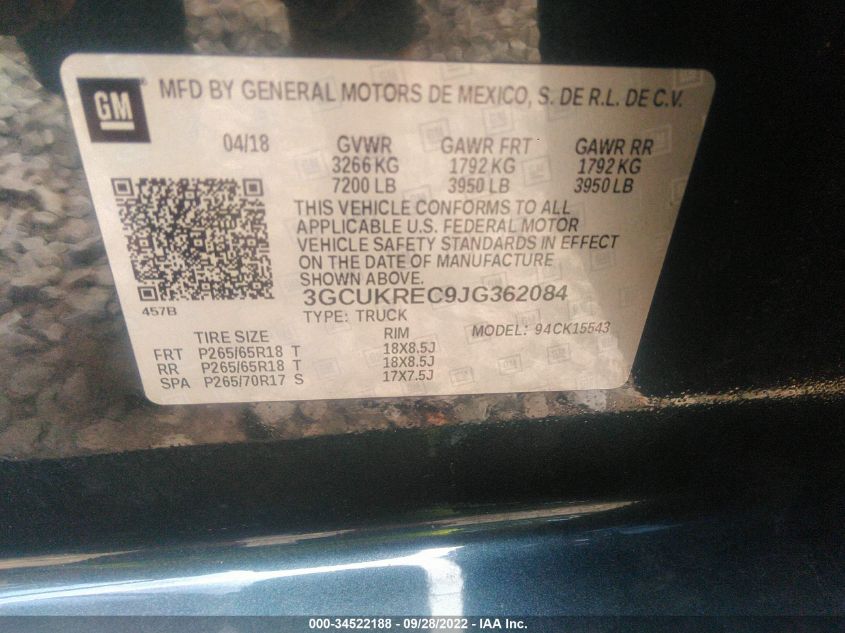 GM
MFD BY GENERAL MOTORS DE MEXICO, S. DE R.L. DE C.V.
04/18 GVWR GAWR FRT GAWR RR
3266 KG 1792 KG 1792 KG
7200 LB 3950 LB 3950 LB
THIS VEHICLE CONFORMS TO ALL
APPLICABLE U.S. FEDERAL MOTOR
VEHICLE SAFETY STANDARDS IN EFFECT
ON THE DATE OF MANUFACTURE
SHOWN ABOVE.
457B
3GCUKREC9JG362084
TYPE: TRUCK
MODEL: 94CK15543
TIRE SIZE RIM
FRT P265/65R18 T 18X8.5J
RR P265/65R18 T 18X8.5J
SPA P265/70R17 S 17X7.5J
000-34522188 - 09/28/2022 - IAA Inc.